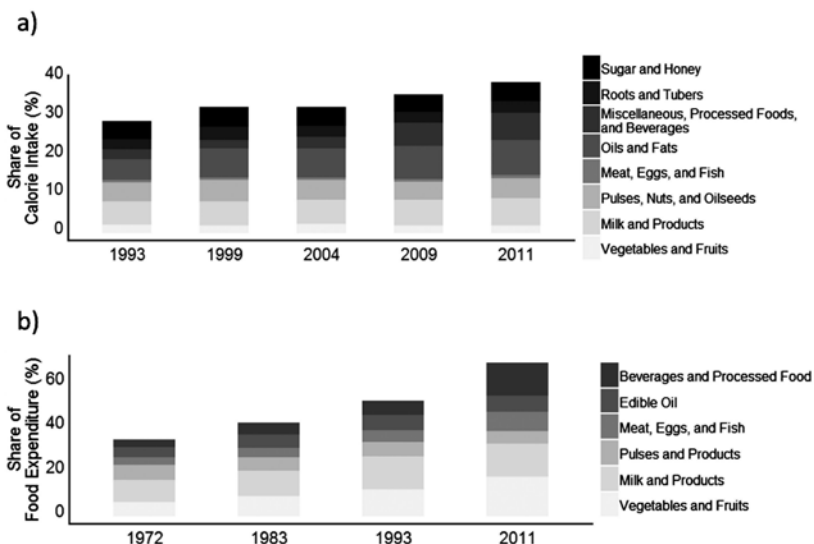 a)
Share of
Calorie Intake (%)
40
30
20
10
0
1993 1999 2004 2009 2011
Sugar and Honey
Roots and Tubers
Miscellaneous, Processed Foods,
and Beverages
Oils and Fats
Meat, Eggs, and Fish
Pulses, Nuts, and Oilseeds
Milk and Products
Vegetables and Fruits
b)
Share of
Food Expenditure (%)
60
40
20
0
1972 1983 1993 2011
Beverages and Processed Food
Edible Oil
Meat, Eggs, and Fish
Pulses and Products
Milk and Products
Vegetables and Fruits